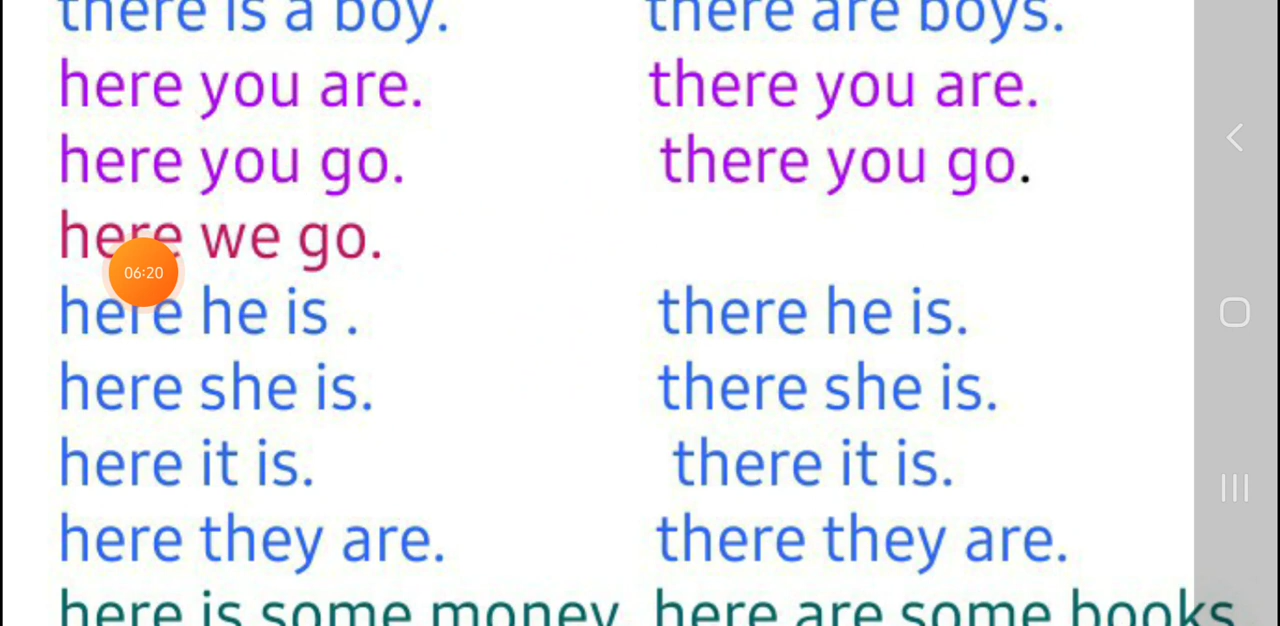 there is a boy. there are boys.
here you are. there you are.
here you go. there you go.
here we go.
06:20
here he is . there he is.
here she is. there she is.
here it is. there it is.
here they are. there they are.
here is some money. here are some books